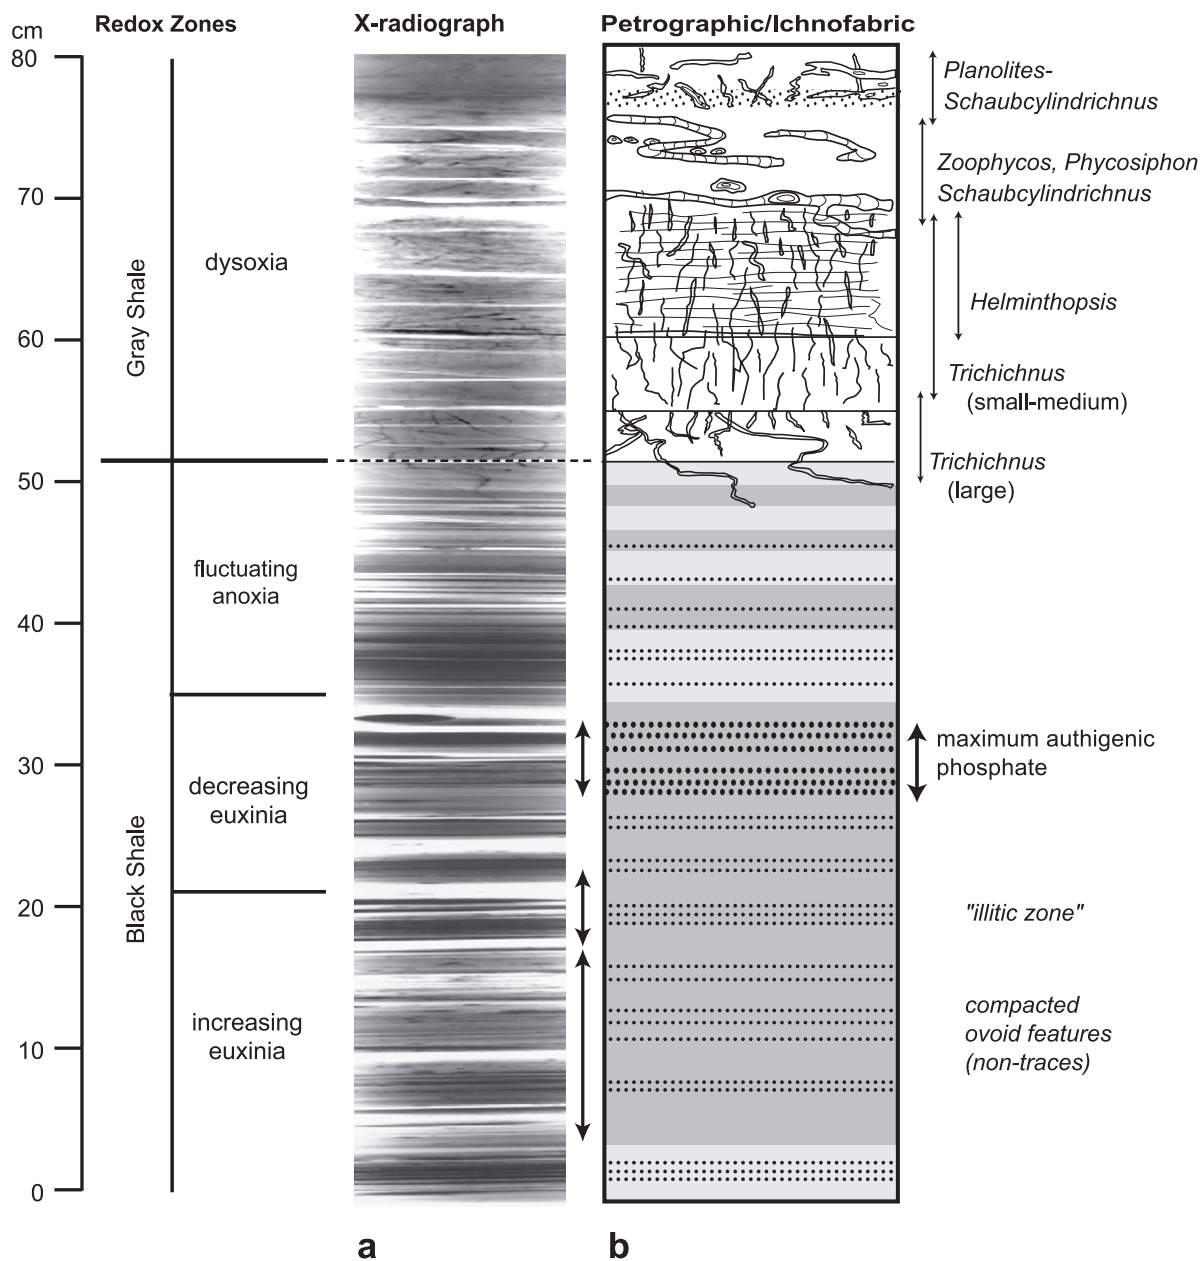 cm
Redox Zones
X-radiograph
Petrographic/Ichnofabric
80
70
60
50
40
30
20
10
0
Gray Shale
Black Shale
dysoxia
fluctuating
anoxia
decreasing
euxinia
increasing
euxinia
Planolites-
Schaubcylindrichnus
Zoophycos, Phycosiphon
Schaubcylindrichnus
Helminthopsis
Trichichnus
(small-medium)
Trichichnus
(large)
maximum authigenic
phosphate
"illitic zone"
compacted
ovoid features
(non-traces)
a
b